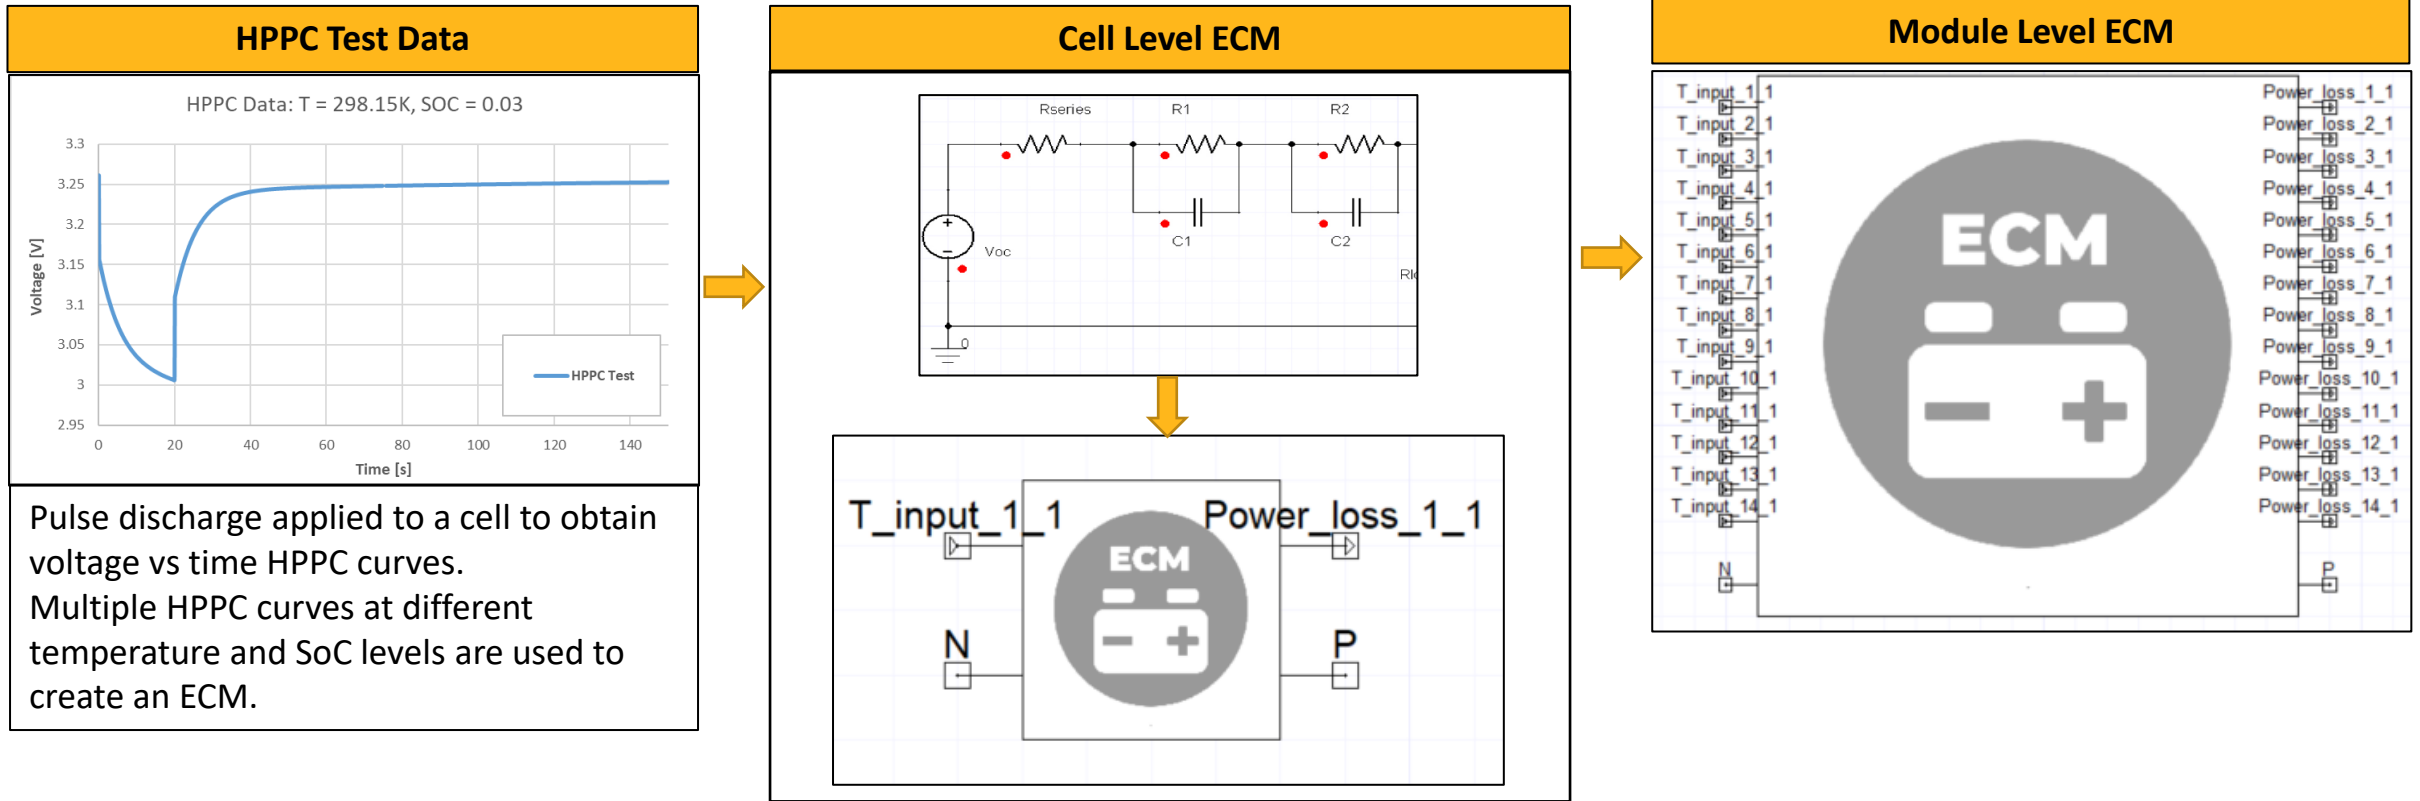 HPPC Test Data
HPPC Data: T = 298.15K, SOC = 0.03
3.3
3.25
3.2
3.15
3.1
3.05
3
2.95
Voltage [V]
0 20 40 60 80 100 120 140
Time [s]
HPPC Test
Pulse discharge applied to a cell to obtain
voltage vs time HPPC curves.
Multiple HPPC curves at different
temperature and SoC levels are used to
create an ECM.
Cell Level ECM
Rseries R1 R2
+
−
Voc
C1 C2
0
T_input_1_1 Power_loss_1_1
ECM
N P
Module Level ECM
T_input_1_1 Power_loss_1_1
T_input_2_1 Power_loss_2_1
T_input_3_1 Power_loss_3_1
T_input_4_1 Power_loss_4_1
T_input_5_1 Power_loss_5_1
T_input_6_1 Power_loss_6_1
T_input_7_1 Power_loss_7_1
T_input_8_1 Power_loss_8_1
T_input_9_1 Power_loss_9_1
T_input_10_1 Power_loss_10_1
T_input_11_1 Power_loss_11_1
T_input_12_1 Power_loss_12_1
T_input_13_1 Power_loss_13_1
T_input_14_1 Power_loss_14_1
ECM
N P